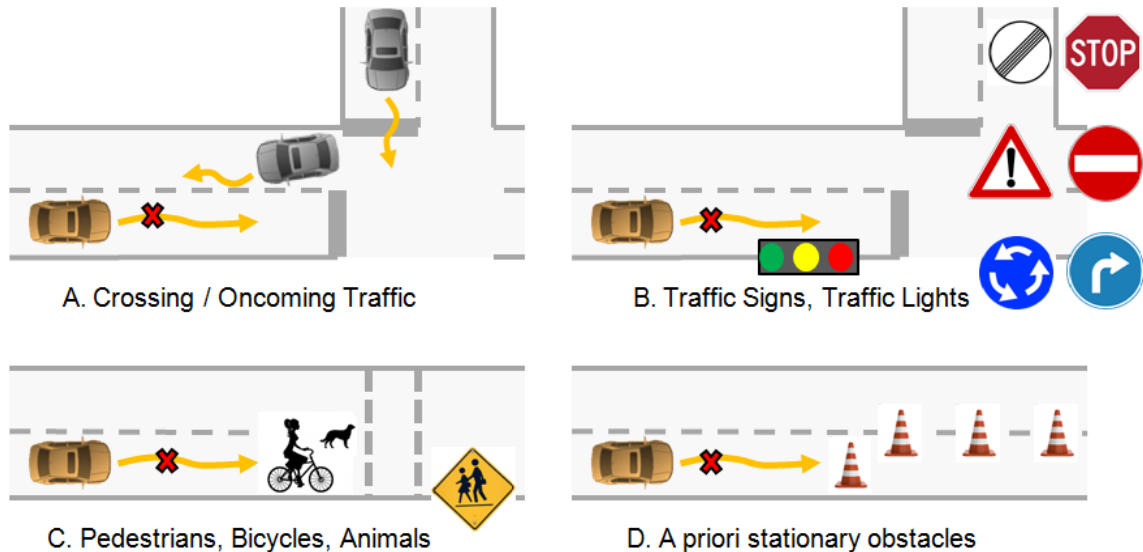 STOP
A. Crossing / Oncoming Traffic
B. Traffic Signs, Traffic Lights
C. Pedestrians, Bicycles, Animals
D. A priori stationary obstacles